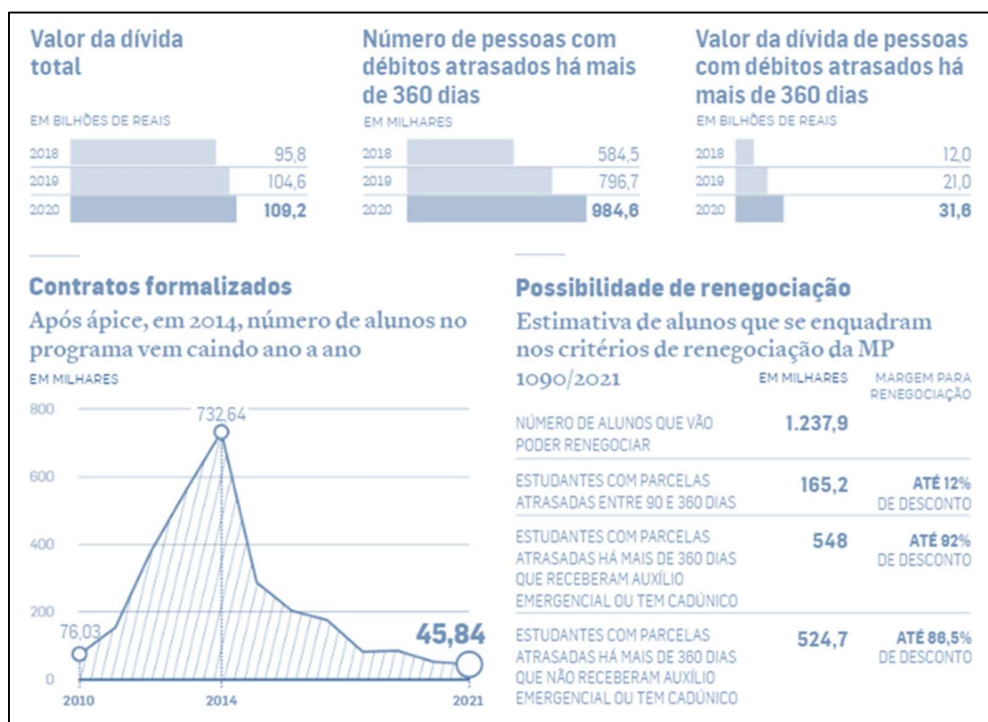 Valor da dívida
total
EM BILHÕES DE REAIS
2018 95,8
2019 104,6
2020 109,2
Número de pessoas com
débitos atrasados há mais
de 360 dias
EM MILHARES
2018 584,5
2019 796,7
2020 984,6
Valor da dívida de pessoas
com débitos atrasados há
mais de 360 dias
EM BILHÕES DE REAIS
2018 12,0
2019 21,0
2020 31,6
Contratos formalizados
Após ápice, em 2014, número de alunos no
programa vem caindo ano a ano
EM MILHARES
800
732,64
600
400
200
76,03
45,84
0
2010 2014 2021
Possibilidade de renegociação
Estimativa de alunos que se enquadram
nos critérios de renegociação da MP
1090/2021
EM MILHARES
MARGEM PARA
RENEGOCIAÇÃO
NÚMERO DE ALUNOS QUE VÃO
PODER RENEGOCIAR
1.237,9
ESTUDANTES COM PARCELAS
ATRASADAS ENTRE 90 E 360 DIAS
165,2
ATÉ 12%
DE DESCONTO
ESTUDANTES COM PARCELAS
ATRASADAS HÁ MAIS DE 360 DIAS
QUE RECEBERAM AUXÍLIO
EMERGENCIAL OU TEM CADÚNICO
548
ATÉ 92%
DE DESCONTO
ESTUDANTES COM PARCELAS
ATRASADAS HÁ MAIS DE 360 DIAS
QUE NÃO RECEBERAM AUXÍLIO
EMERGENCIAL OU TEM CADÚNICO
524,7
ATÉ 86,5%
DE DESCONTO